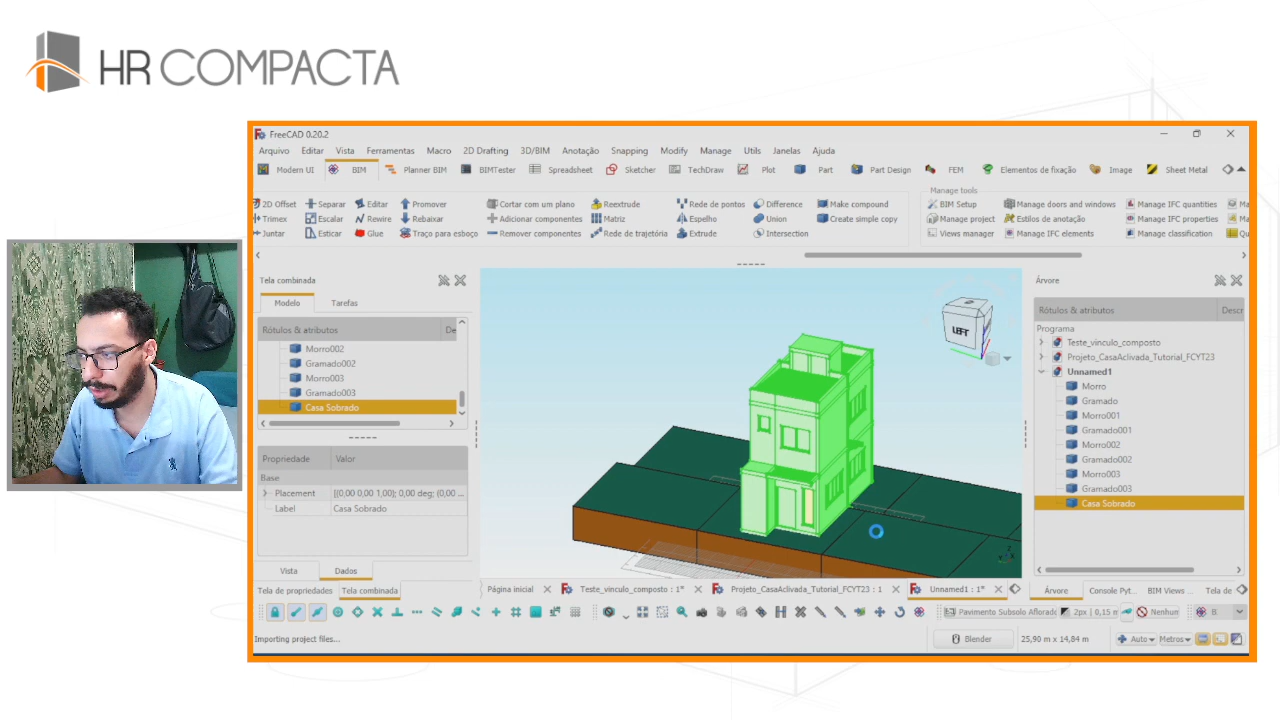 HR COMPACTA
FreeCAD 0.20.2
Arquivo Editar Vista Ferramentas Macro Manage 2D Drafting 3D/BIM Anotação Snapping Modify Manage Utils Janelas Ajuda
Modern UI BIM Planner BIM BIMTester Spreadsheet Sketcher TechDraw Plot Part Part Design FEM Elementos de fixação Image Sheet Metal
Manage tools
2D Offset Separar Editar Promover Cortar com um plano Reextrude Rede de pontos Difference Make compound BIM Setup Manage doors and windows Manage IFC quantities Ma
Trimex Escalar Rewire Rebaixar Adicionar componentes Matriz Espelho Union Create simple copy Manage project Estilos de anotação Manage IFC properties Ma
Juntar Esticar Glue Traço para esboço Remover componentes Rede de trajetória Extrude Intersection Views manager Manage IFC elements Manage classification Qu
Tela combinada
Modelo Tarefas
Rótulos & atributos De
Morro002
Gramado002
Morro003
Gramado003
Casa Sobrado
Propriedade Valor
Base
Placement [(0,00 0,00 1,00); 0,00 deg; (0,00 ...
Label Casa Sobrado
Vista Dados
Tela de propriedades Tela combinada
LEFT
Árvore
Rótulos & atributos Descr
Programa
Teste_vinculo_composto
Projeto_CasaAclivada_Tutorial_FCYT23
Unnamed1
Morro
Gramado
Morro001
Gramado001
Morro002
Gramado002
Morro003
Gramado003
Casa Sobrado
Página inicial Teste_vinculo_composto : 1* Projeto_CasaAclivada_Tutorial_FCYT23 : 1 Unnamed1 : 1*
Árvore Console Pyt... BIM Views ... Tela de
Pavimento Subsolo Aflorado 2px | 0,15 m Nenhum B
Importing project files...
Blender 25,90 m x 14,84 m Auto Metros